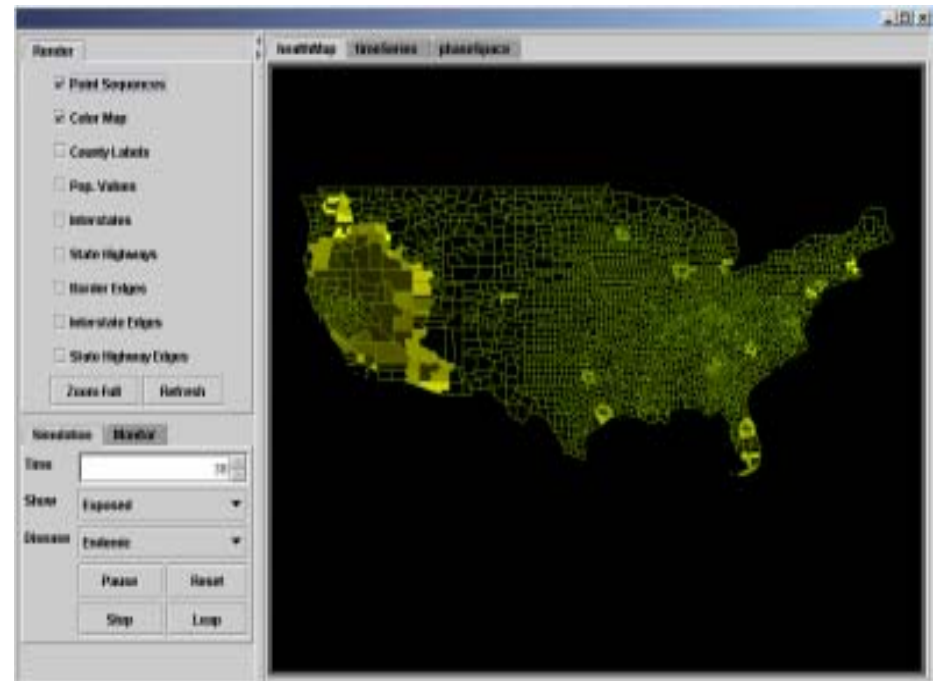 Render
Point Sequences
Color Map
County Labels
Pop. Values
Interstates
State Highways
Border Edges
Interstate Edges
State Highway Edges
Zoom Full Refresh
Simulation Monitor
Time
Show Exposed
Disease Endemic
Pause Reset
Stop Leap
healthMap timeSeries phaseSpace